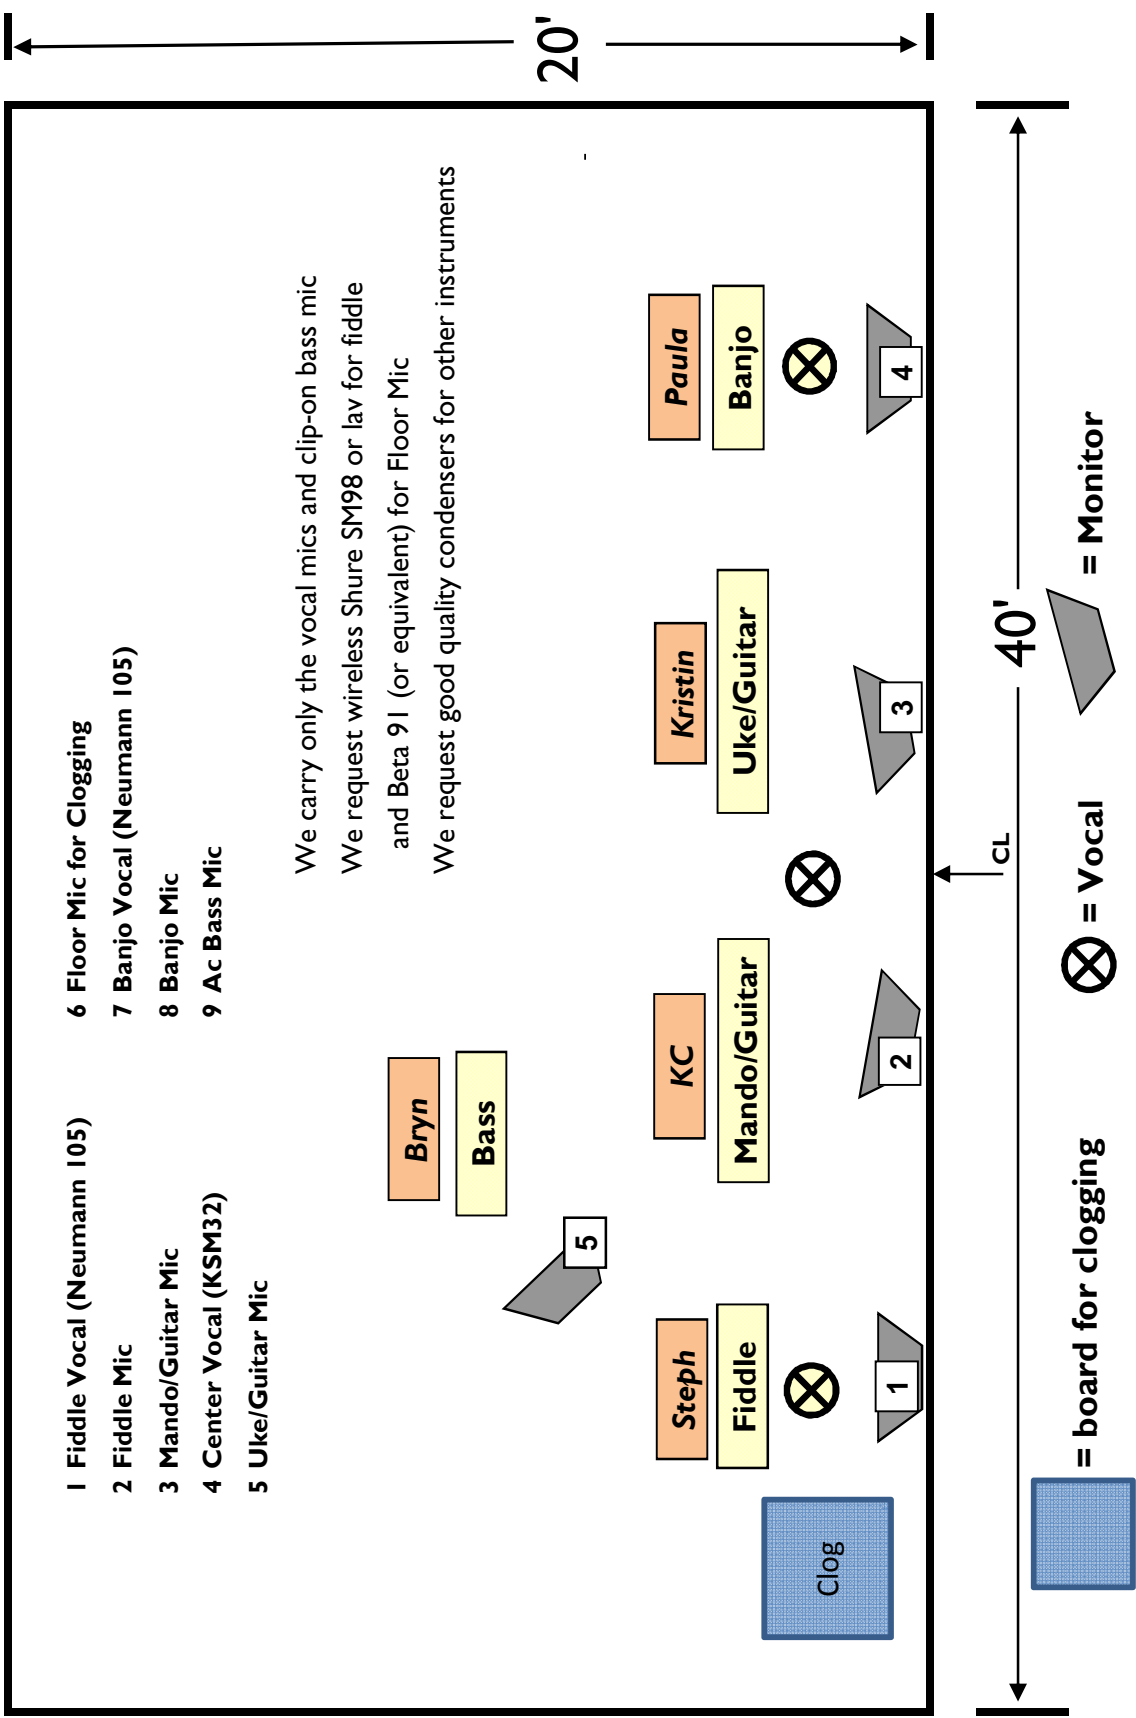 1 Fiddle Vocal (Neumann 105)
2 Fiddle Mic
3 Mando/Guitar Mic
4 Center Vocal (KSM32)
5 Uke/Guitar Mic
6 Floor Mic for Clogging
7 Banjo Vocal (Neumann 105)
8 Banjo Mic
9 Ac Bass Mic
We carry only the vocal mics and clip-on bass mic
We request wireless Shure SM98 or lav for fiddle
and Beta 91 (or equivalent) for Floor Mic
We request good quality condensers for other instruments
20'
Bryn
Bass
5
Steph
Fiddle
KC
Mando/Guitar
Kristin
Uke/Guitar
Paula
Banjo
Clog
1
2
3
4
CL
40'
= board for clogging
= Vocal
= Monitor